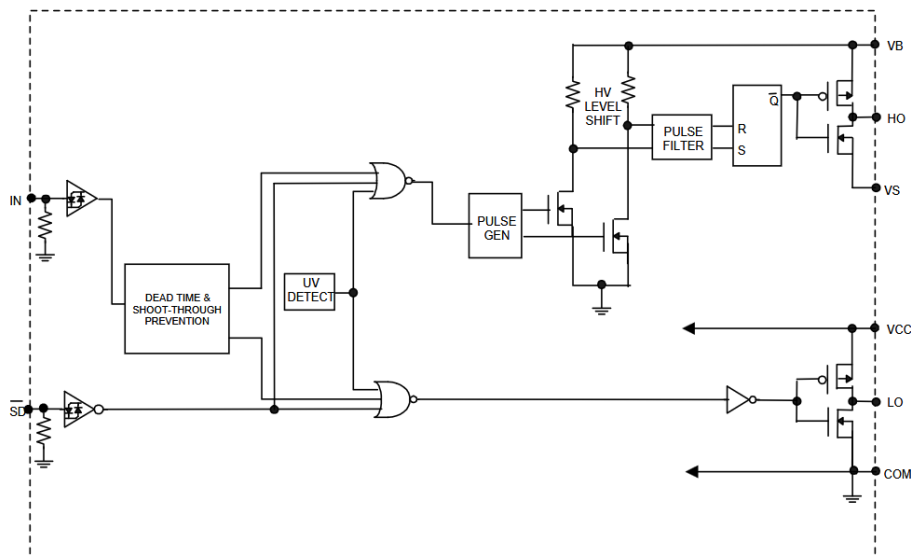 VB
HV
LEVEL
SHIFT
Q̅
R
S
PULSE
FILTER
HO
VS
IN
PULSE
GEN
DEAD TIME &
SHOOT-THROUGH
PREVENTION
UV
DETECT
VCC
S̅D̅
LO
COM